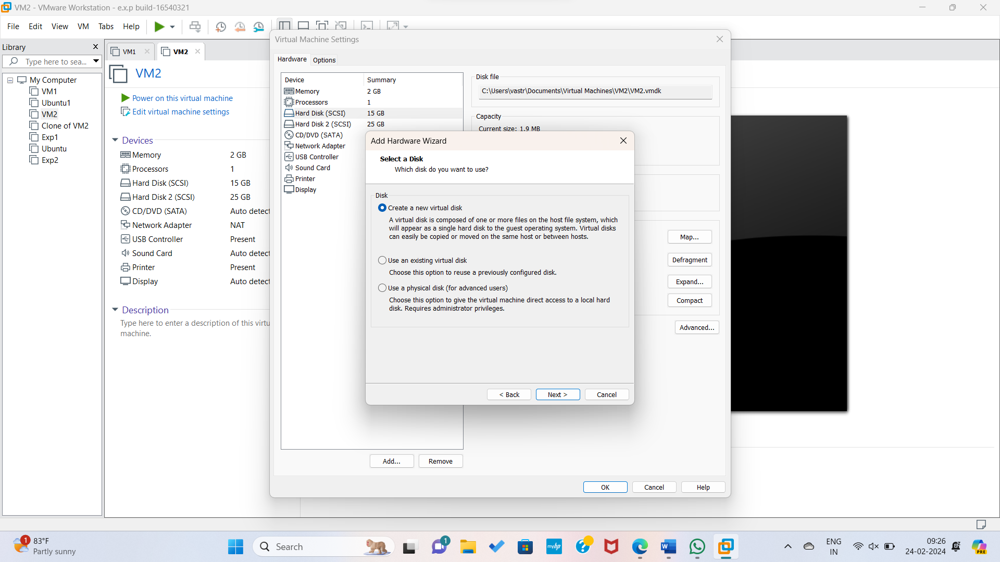 VM2 - VMware Workstation - e.x.p build-16540321
File Edit View VM Tabs Help
Library
Type here to sea...
My Computer
VM1
Ubuntu1
VM2
Clone of VM2
Exp1
Ubuntu
Exp2
VM1
VM2
VM2
Power on this virtual machine
Edit virtual machine settings
Devices
Memory 2 GB
Processors 1
Hard Disk (SCSI) 15 GB
Hard Disk 2 (SCSI) 25 GB
CD/DVD (SATA) Auto detect
Network Adapter NAT
USB Controller Present
Sound Card Auto detect
Printer Present
Display Auto detect
Description
Type here to enter a description of this virtu
machine.
Virtual Machine Settings
Hardware Options
Device Summary
Memory 2 GB
Processors 1
Hard Disk (SCSI) 15 GB
Hard Disk 2 (SCSI) 25 GB
CD/DVD (SATA)
Network Adapter
USB Controller
Sound Card
Printer
Display
Add... Remove
Disk file
C:\Users\vastr\Documents\Virtual Machines\VM2\VM2.vmdk
Capacity
Current size: 1.9 MB
Map...
Defragment
Expand...
Compact
Advanced...
OK Cancel Help
Add Hardware Wizard
Select a Disk
Which disk do you want to use?
Disk
Create a new virtual disk
A virtual disk is composed of one or more files on the host file system, which
will appear as a single hard disk to the guest operating system. Virtual disks
can easily be copied or moved on the same host or between hosts.
Use an existing virtual disk
Choose this option to reuse a previously configured disk.
Use a physical disk (for advanced users)
Choose this option to give the virtual machine direct access to a local hard
disk. Requires administrator privileges.
< Back Next > Cancel
1
83°F
Partly sunny
Search
1
myhp
ENG
IN
09:26
24-02-2024
PRE